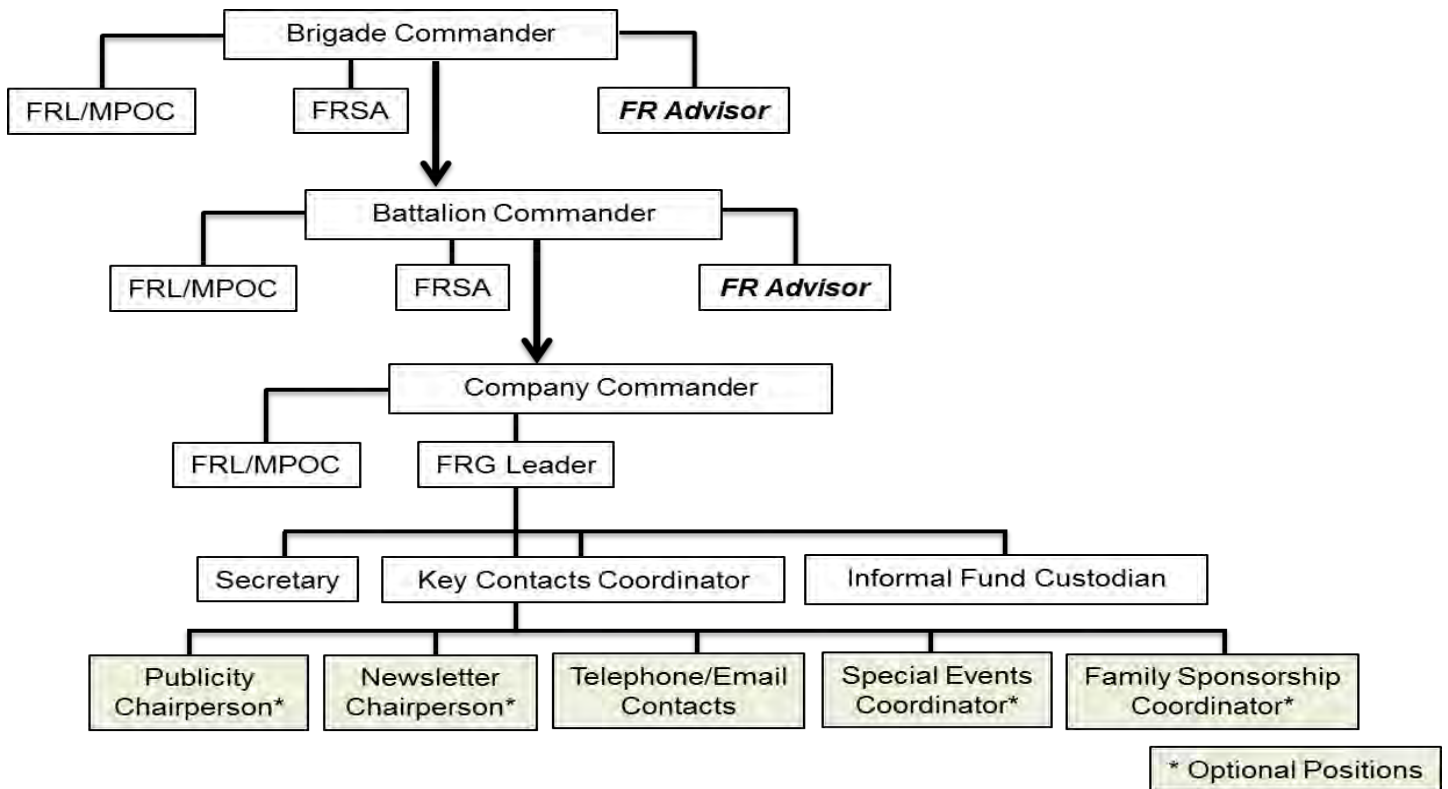 Brigade Commander
FRL/MPOC
FRSA
FR Advisor
Battalion Commander
FRL/MPOC
FRSA
FR Advisor
Company Commander
FRL/MPOC
FRG Leader
Secretary
Key Contacts Coordinator
Informal Fund Custodian
Publicity
Chairperson*
Newsletter
Chairperson*
Telephone/Email
Contacts
Special Events
Coordinator*
Family Sponsorship
Coordinator*
* Optional Positions